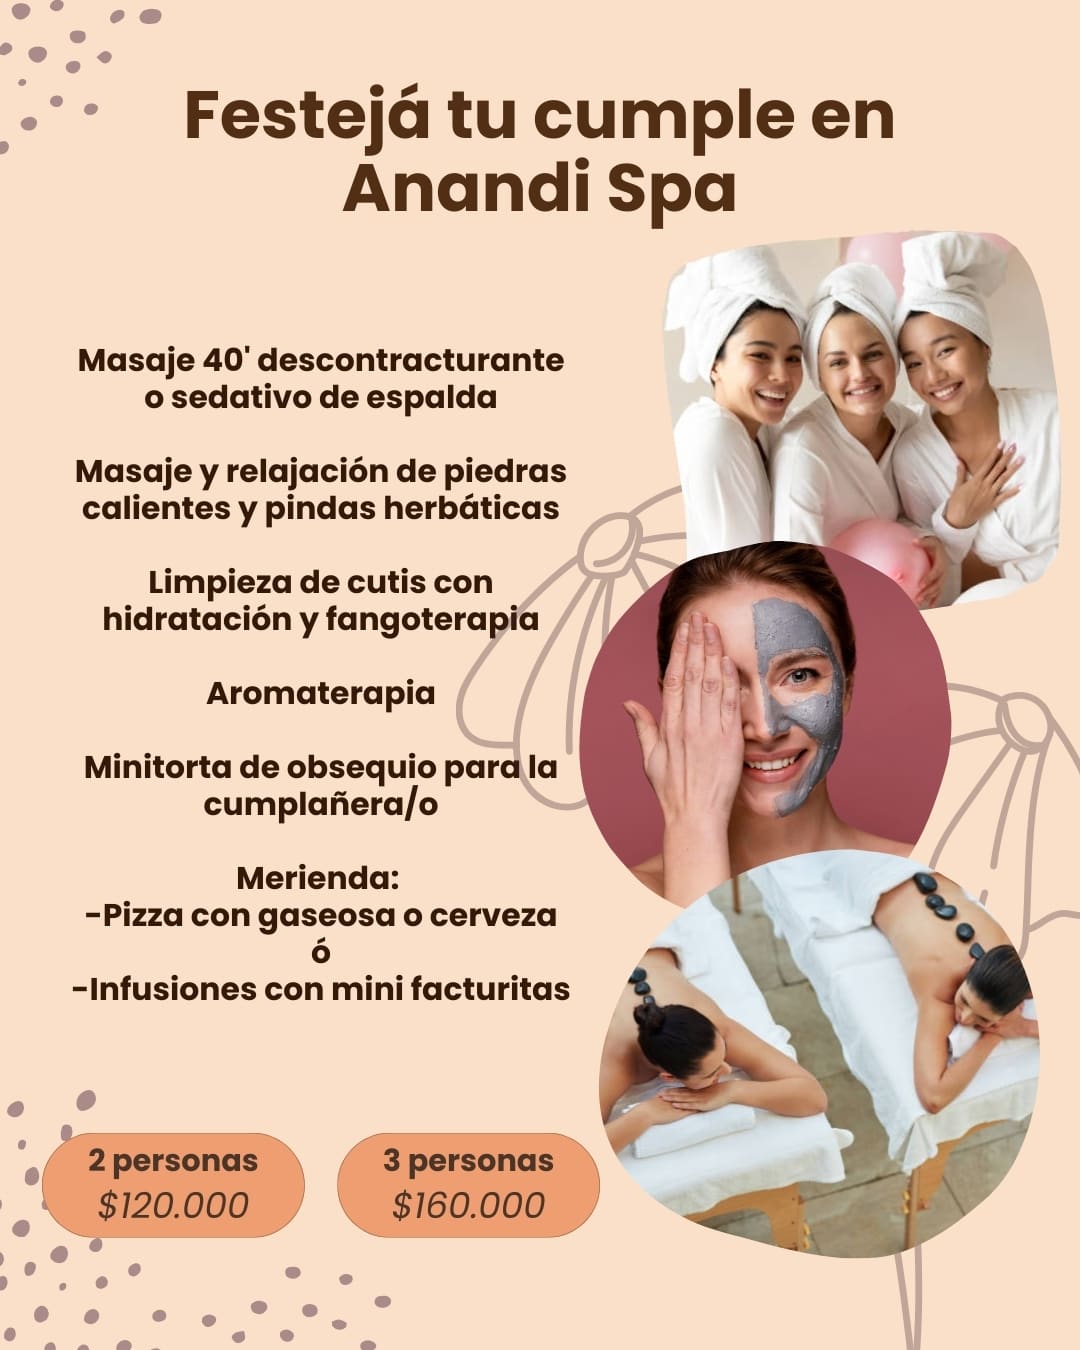 Festejá tu cumple en
Anandi Spa
Masaje 40' descontracturante
o sedativo de espalda
Masaje y relajación de piedras
calientes y pindas herbáticas
Limpieza de cutis con
hidratación y fangoterapia
Aromaterapia
Minitorta de obsequio para la
cumplañera/o
Merienda:
-Pizza con gaseosa o cerveza
ó
-Infusiones con mini facturitas
2 personas
$120.000
3 personas
$160.000